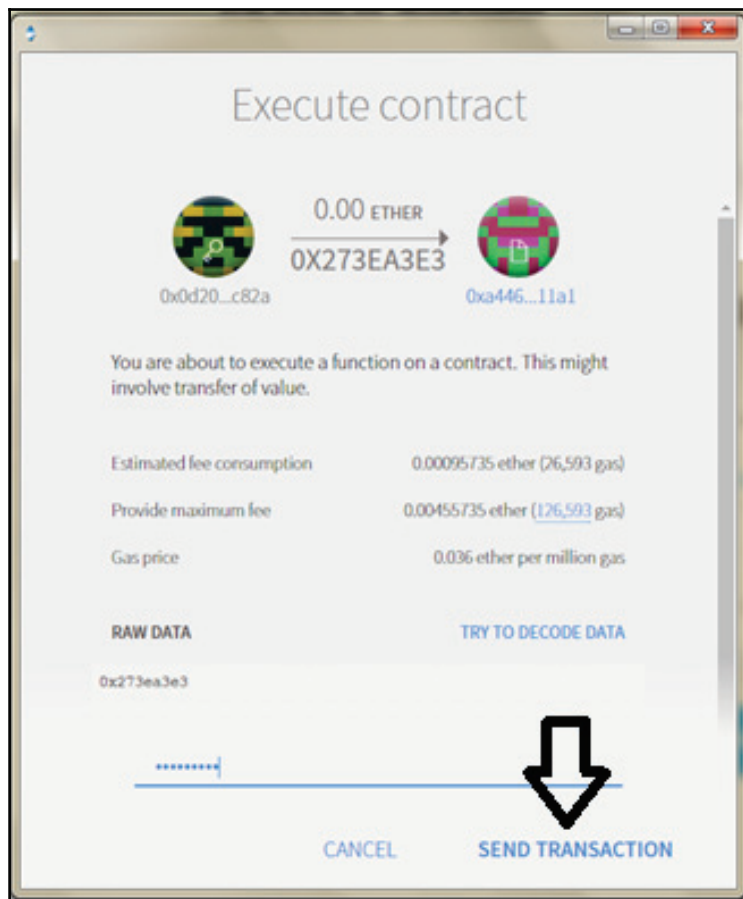 Execute contract
0.00 ETHER
0X273EA3E3
0x0d20...c82a
0xa446...11a1
You are about to execute a function on a contract. This might
involve transfer of value.
Estimated fee consumption 0.00095735 ether (26,593 gas)
Provide maximum fee 0.00455735 ether (126,593 gas)
Gas price 0.036 ether per million gas
RAW DATA TRY TO DECODE DATA
0x273ea3e3
CANCEL SEND TRANSACTION